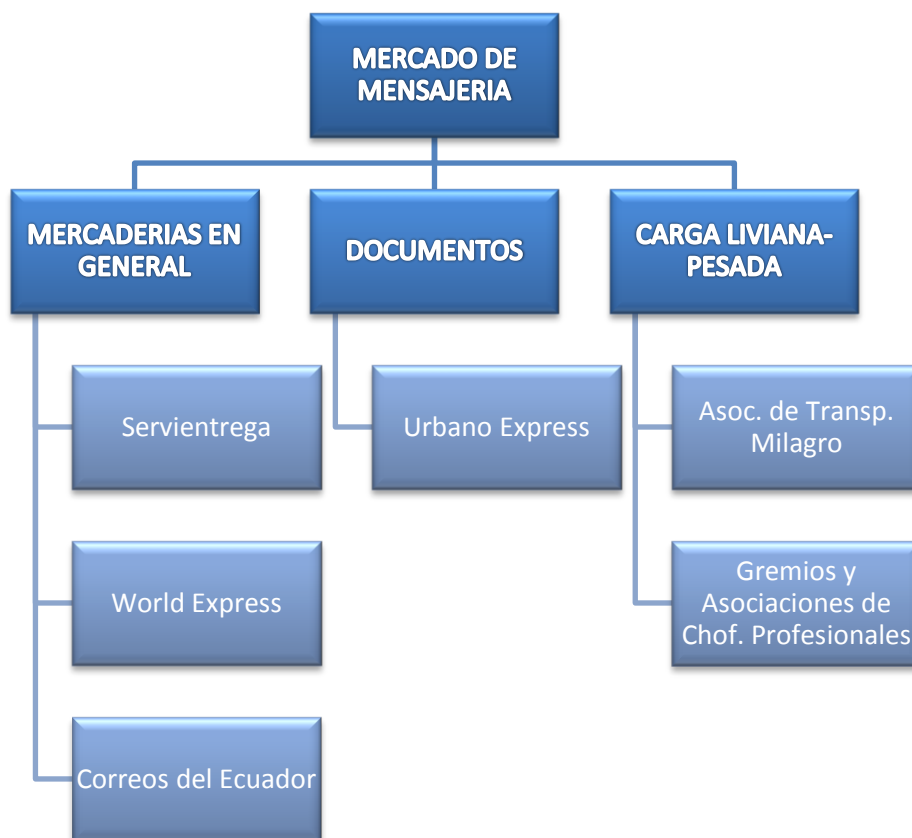 MERCADO DE
MENSAJERIA
MERCADERIAS EN
GENERAL
DOCUMENTOS
CARGA LIVIANA-
PESADA
Servientrega
Urbano Express
Asoc. de Transp.
Milagro
World Express
Gremios y
Asociaciones de
Chof. Profesionales
Correos del Ecuador